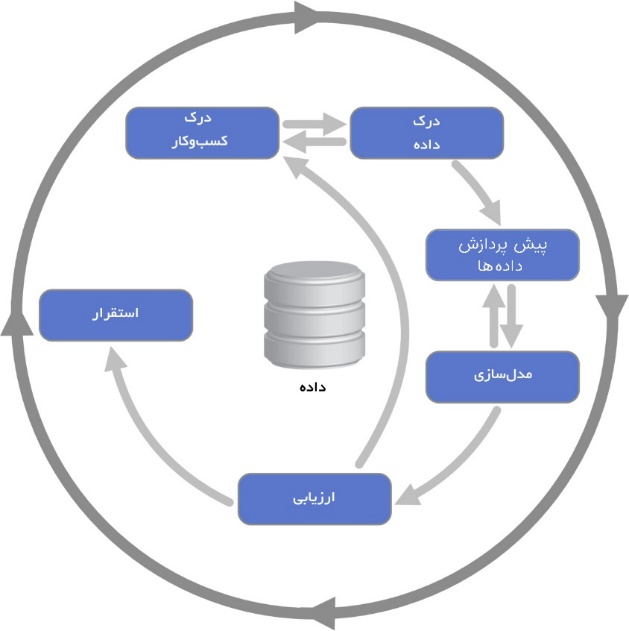 درک
کسب‌وکار
درک
داده
پیش پردازش
داده‌ها
مدل‌سازی
ارزیابی
استقرار
داده